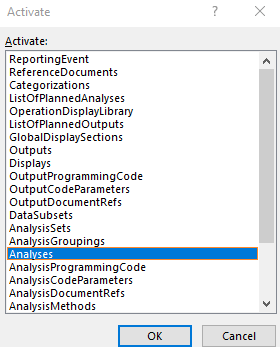 Activate
?
Activate:
ReportingEvent
ReferenceDocuments
Categorizations
ListOfPlannedAnalyses
OperationDisplayLibrary
ListOfPlannedOutputs
GlobalDisplaySections
Outputs
Displays
OutputProgrammingCode
OutputCodeParameters
OutputDocumentRefs
DataSubsets
AnalysisSets
AnalysisGroupings
Analyses
AnalysisProgrammingCode
AnalysisCodeParameters
AnalysisDocumentRefs
AnalysisMethods
OK Cancel